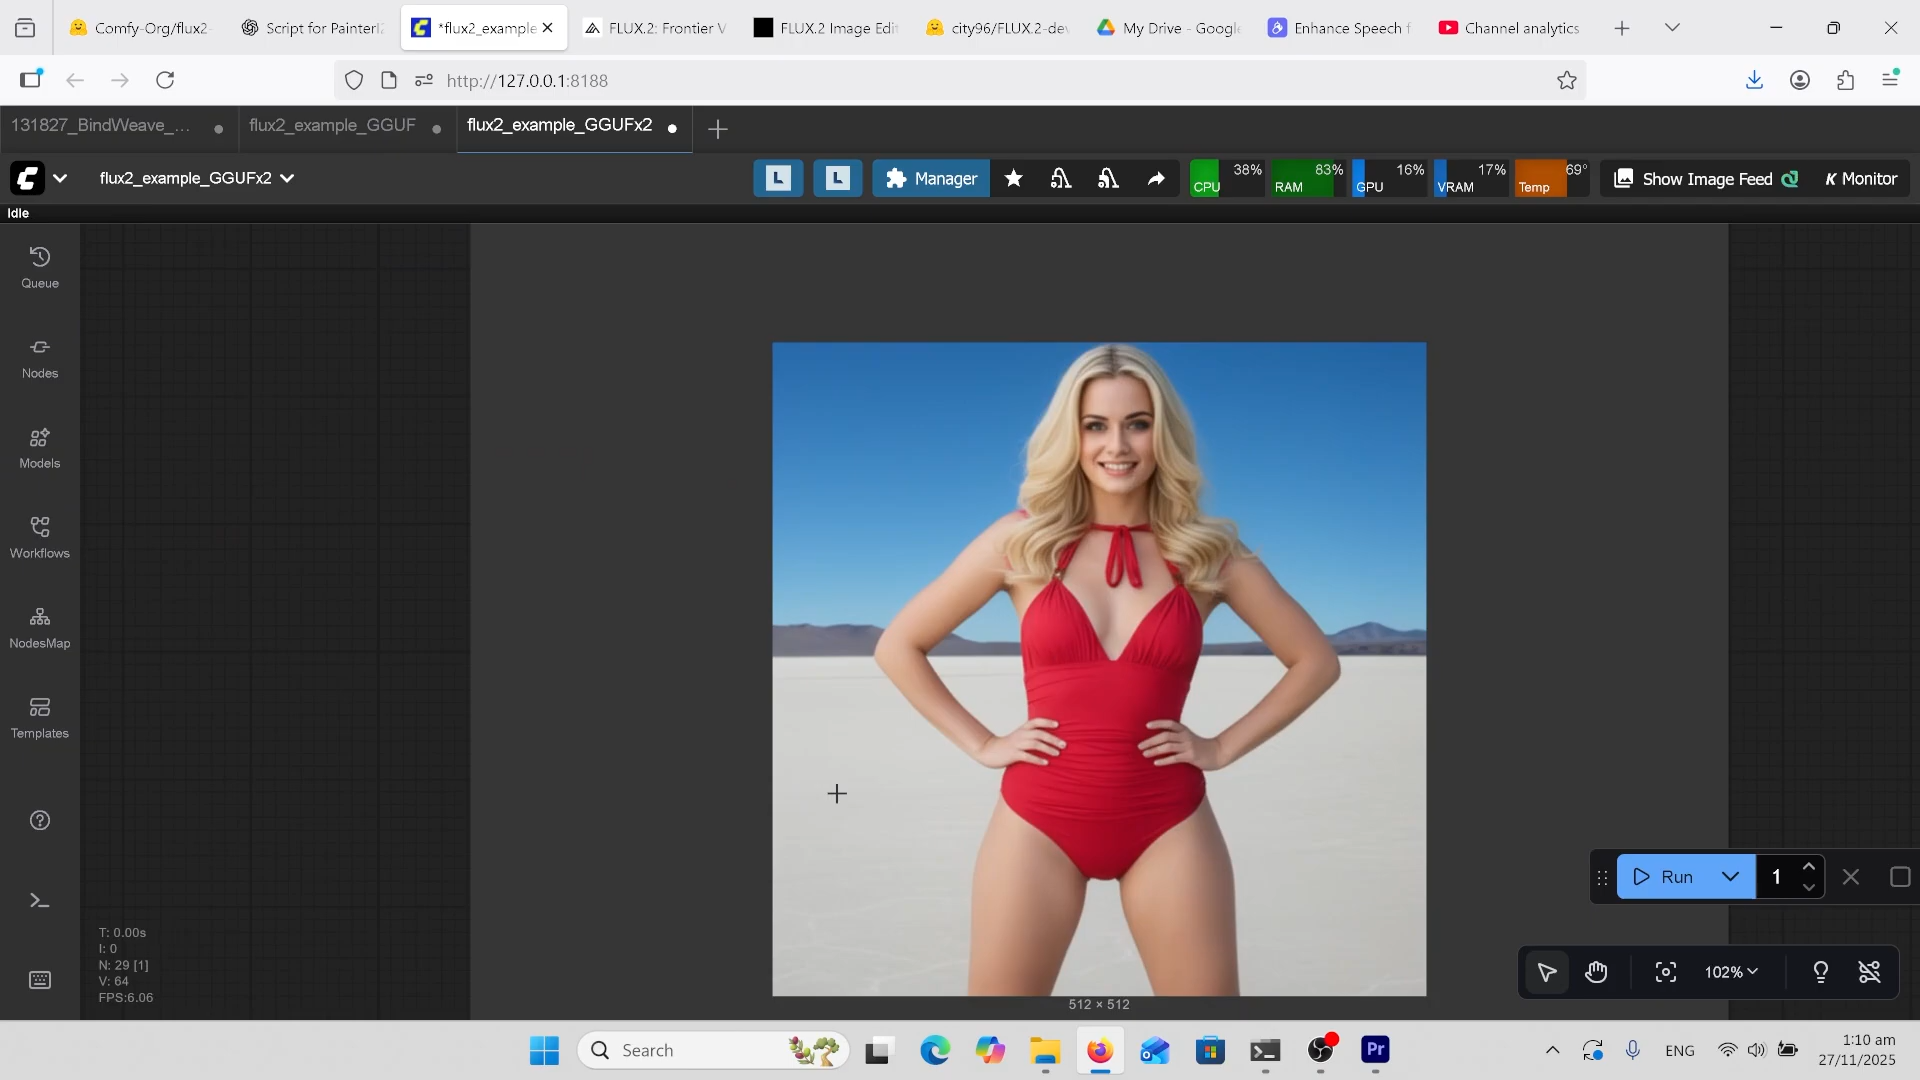 Comfy-Org/flux2-
Script for PainterI2
*flux2_example
FLUX.2: Frontier V
FLUX.2 Image Edi
city96/FLUX.2-dev
My Drive - Google
Enhance Speech f
Channel analytics
http://127.0.0.1:8188
131827_BindWeave_...
flux2_example_GGUF
flux2_example_GGUFx2
flux2_example_GGUFx2
L
L
Manager
CPU 38%
RAM 83%
GPU 16%
VRAM 17%
Temp 69°
Show Image Feed
K Monitor
Idle
Queue
Nodes
Models
Workflows
NodesMap
Templates
512 × 512
Run
1
T: 0.00s
I: 0
N: 29 [1]
V: 64
FPS:6.06
102%
Search
Pr
ENG
1:10 am
27/11/2025